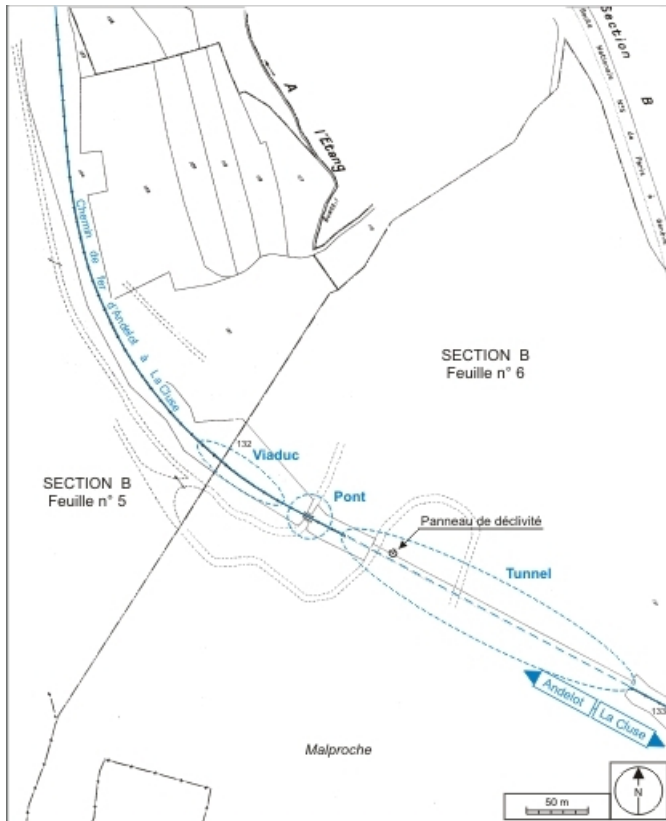 Section B
Route Nationale N°5 de Paris à Genève
A
l'Etang
Chemin de fer d'Andelot à La Cluse
SECTION B
Feuille n° 6
132
Viaduc
SECTION B
Feuille n° 5
Pont
Panneau de déclivité
Tunnel
Andelot
La Cluse
133
Malproche
50 m
N